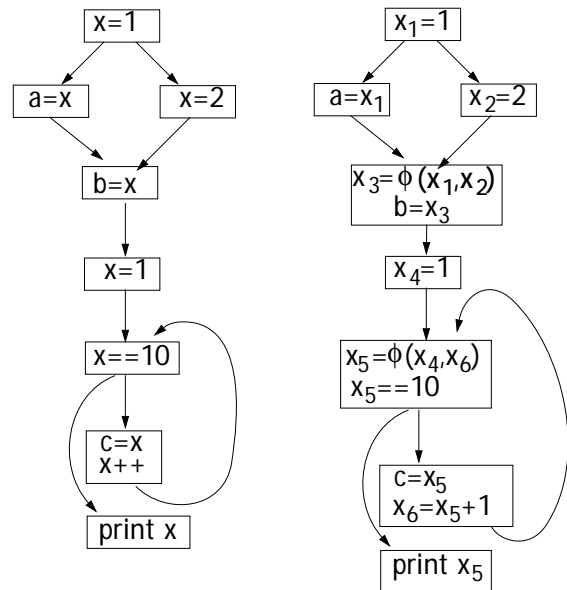 x=1
a=x
x=2
b=x
x=1
x==10
c=x
x++
print x
x₁=1
a=x₁
x₂=2
x₃=ϕ(x₁,x₂)
b=x₃
x₄=1
x₅=ϕ(x₄,x₆)
x₅==10
c=x₅
x₆=x₅+1
print x₅